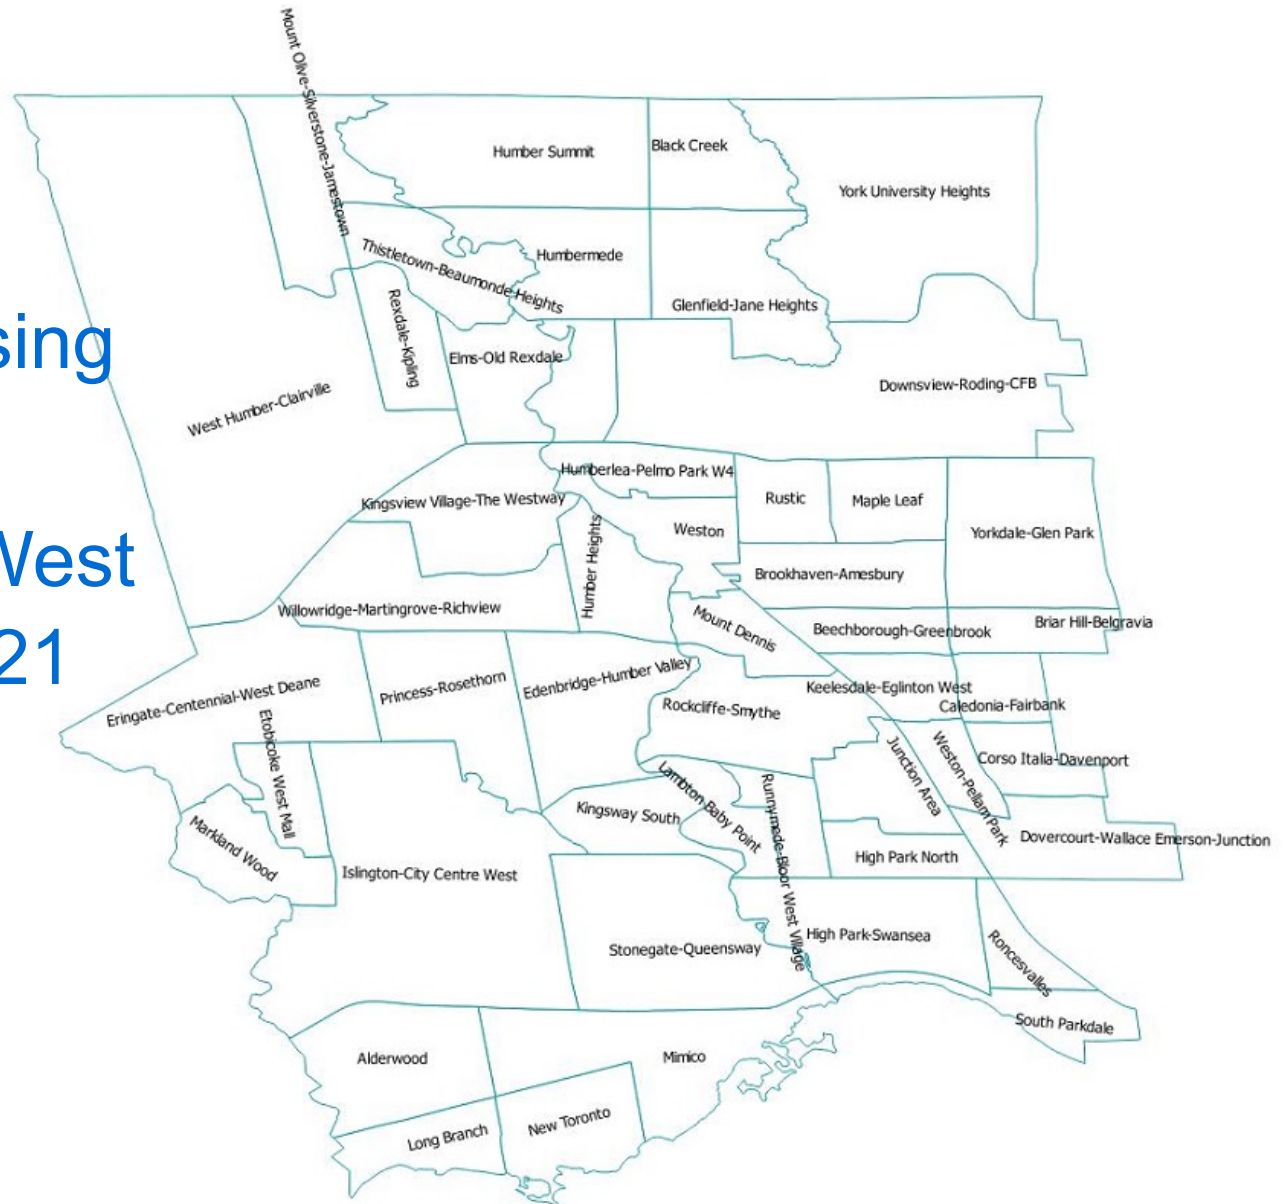 Mount Olive-Silverstone-Jamestown
Humber Summit
Black Creek
York University Heights
Thistletown-Beaumonde Heights
Humbermede
Glenfield-Jane Heights
sing
Rexdale-Kipling
Elms-Old Rexdale
Downsview-Roding-CFB
West Humber-Clairville
Humberlea-Pelmo Park W4
Kingsview Village-The Westway
Rustic
Maple Leaf
Weston
Yorkdale-Glen Park
West
Humber Heights
Brookhaven-Amesbury
Willowridge-Martingrove-Richview
Mount Dennis
Beechborough-Greenbrook
Briar Hill-Belgravia
21
Eringate-Centennial-West Deane
Princess-Rosethorn
Edenbridge-Humber Valley
Keelesdale-Eglinton West
Rockcliffe-Smythe
Caledonia-Fairbank
Etobicoke West Mall
Junction Area
Weston-Pellam Park
Corso Italia-Davenport
Lambton Baby Point
Runnymede-Bloor West Village
Kingsway South
Markland Wood
Dovercourt-Wallace Emerson-Junction
High Park North
Islington-City Centre West
Stonegate-Queensway
High Park-Swansea
Roncesvalles
South Parkdale
Alderwood
Mimico
Long Branch
New Toronto